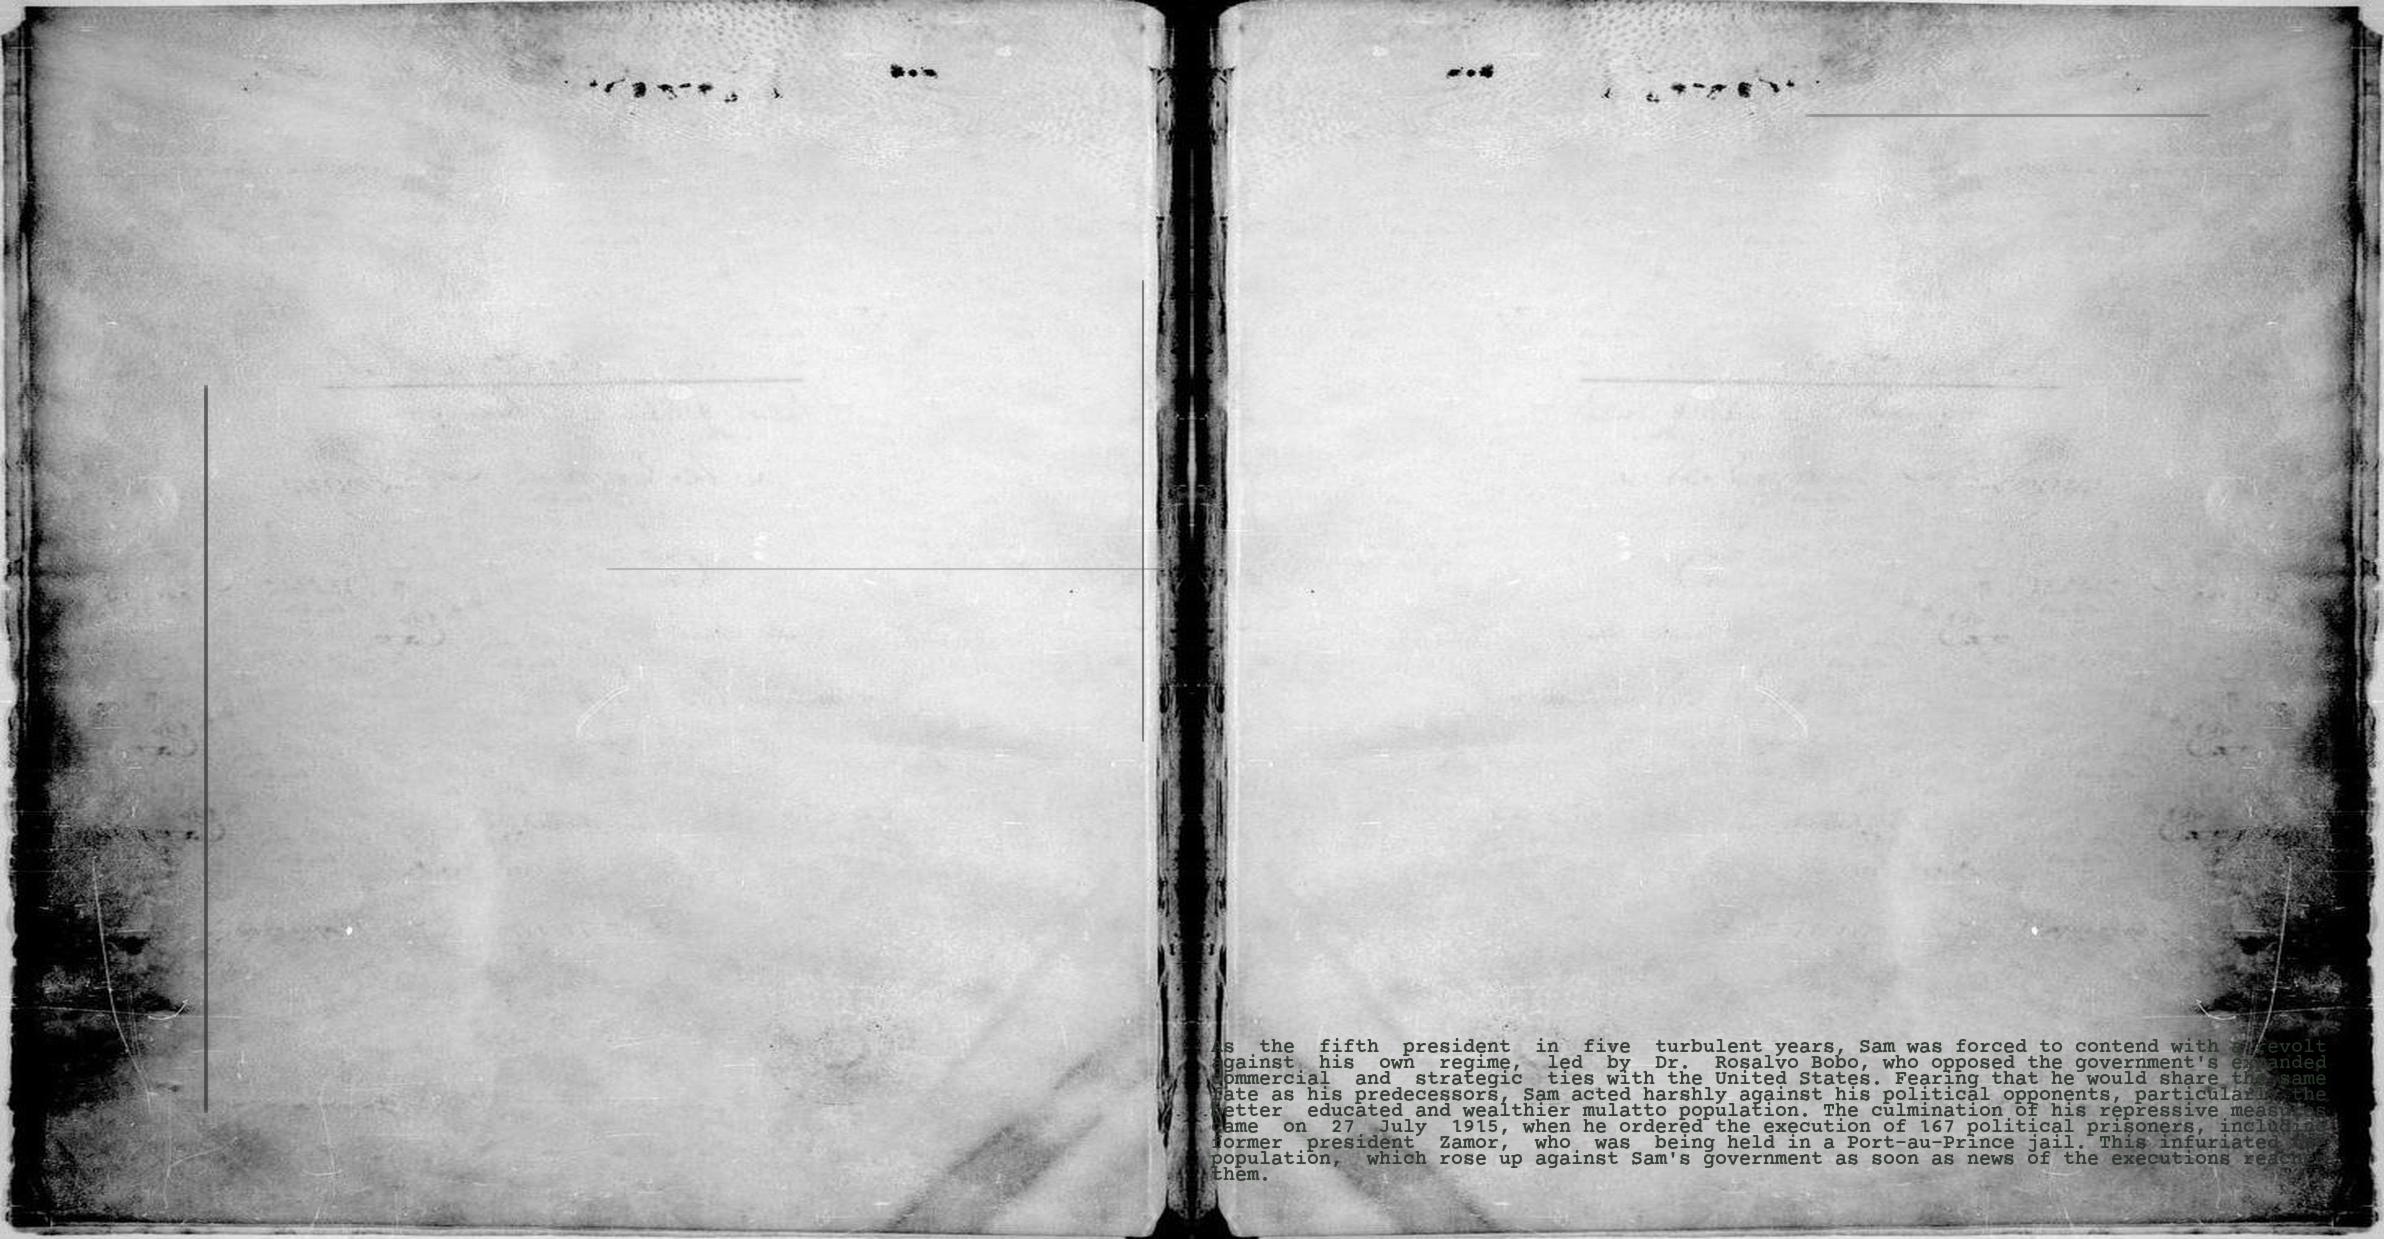 As the fifth president in five turbulent years, Sam was forced to contend with a revolt
against his own regime, led by Dr. Rosalvo Bobo, who opposed the government's expanded
commercial and strategic ties with the United States. Fearing that he would share the same
fate as his predecessors, Sam acted harshly against his political opponents, particularly the
better educated and wealthier mulatto population. The culmination of his repressive measures
came on 27 July 1915, when he ordered the execution of 167 political prisoners, including
former president Zamor, who was being held in a Port-au-Prince jail. This infuriated the
population, which rose up against Sam's government as soon as news of the executions reached
them.